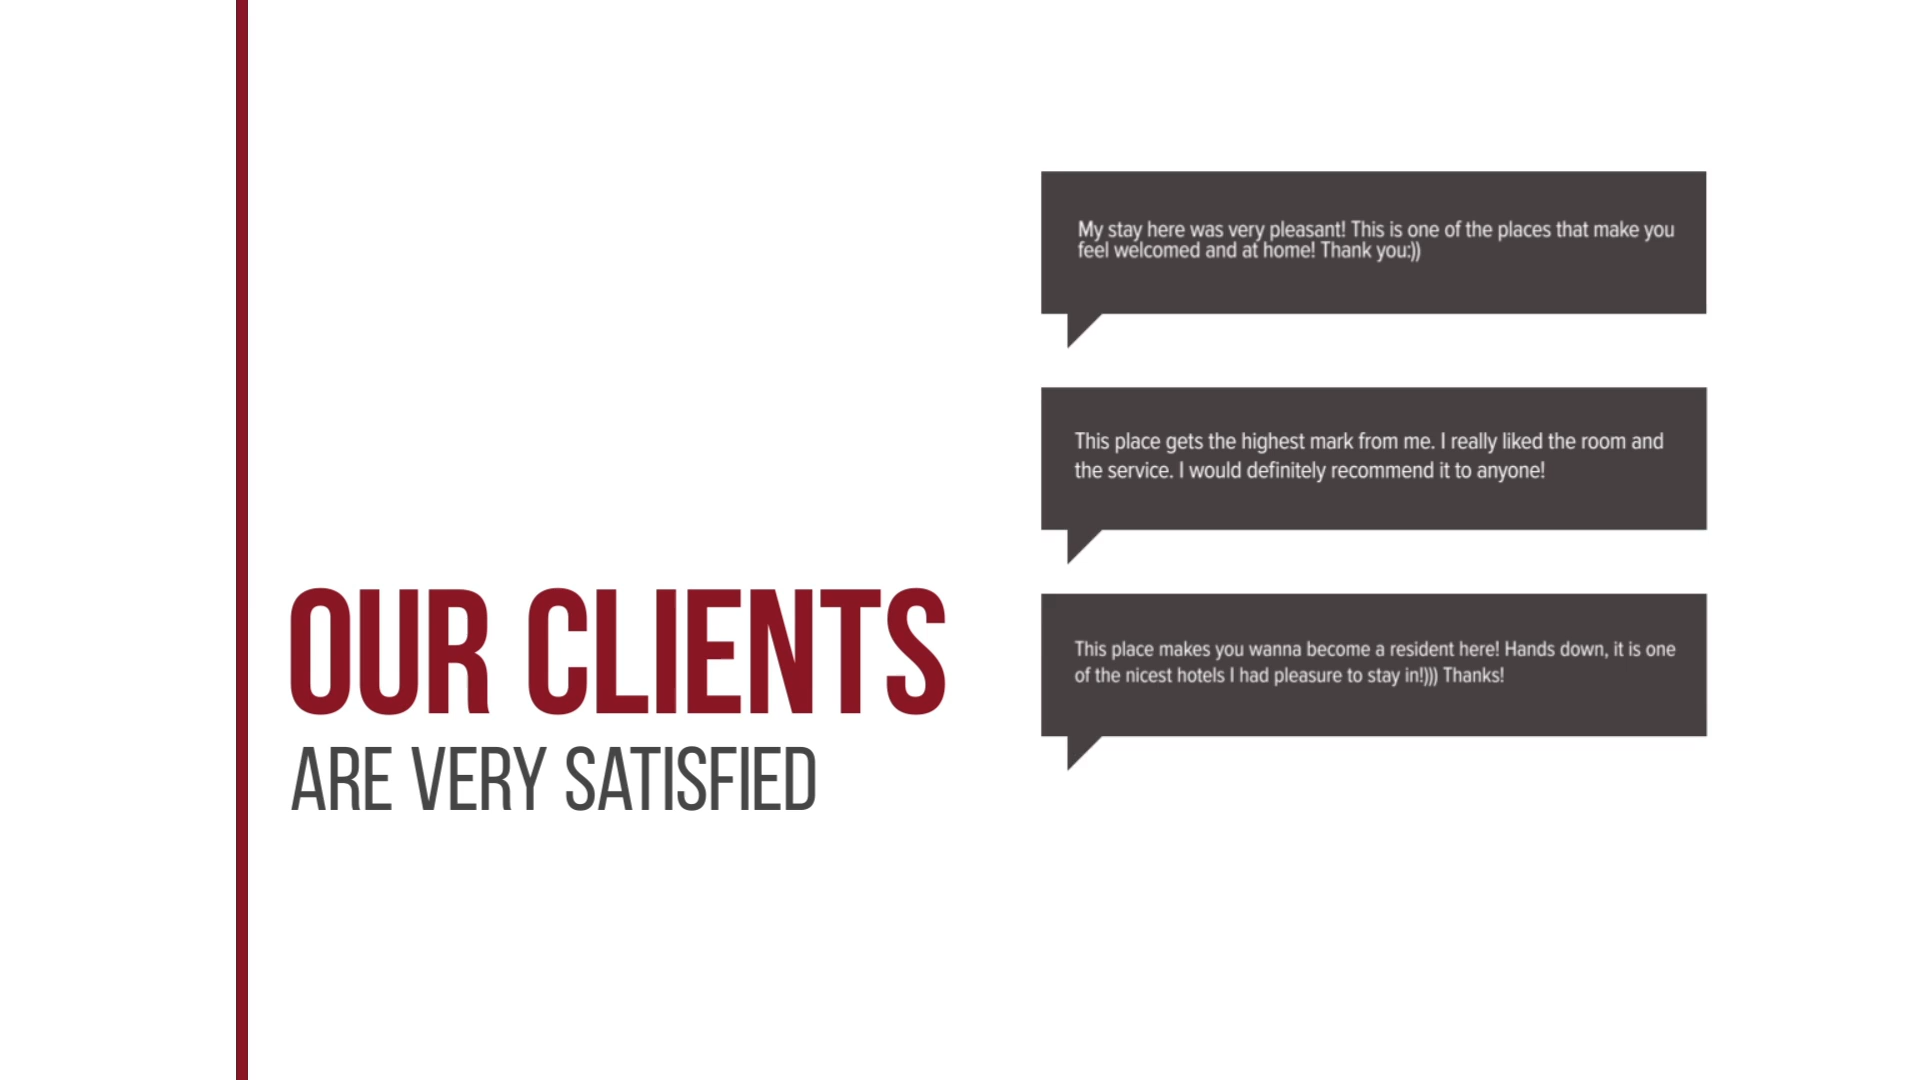 OUR CLIENTS
ARE VERY SATISFIED
My stay here was very pleasant! This is one of the places that make you
feel welcomed and at home! Thank you:))
This place gets the highest mark from me. I really liked the room and
the service. I would definitely recommend it to anyone!
This place makes you wanna become a resident here! Hands down, it is one
of the nicest hotels I had pleasure to stay in!))) Thanks!